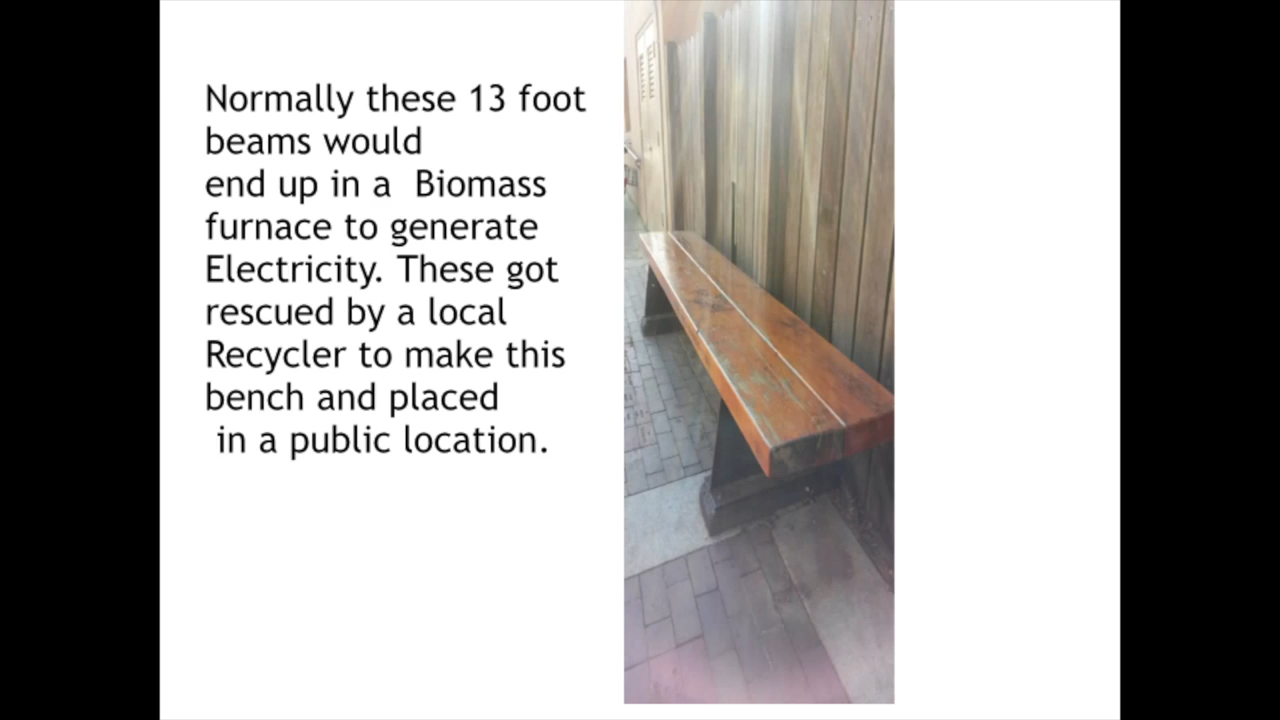 Normally these 13 foot
beams would
end up in a  Biomass
furnace to generate
Electricity. These got
rescued by a local
Recycler to make this
bench and placed
 in a public location.